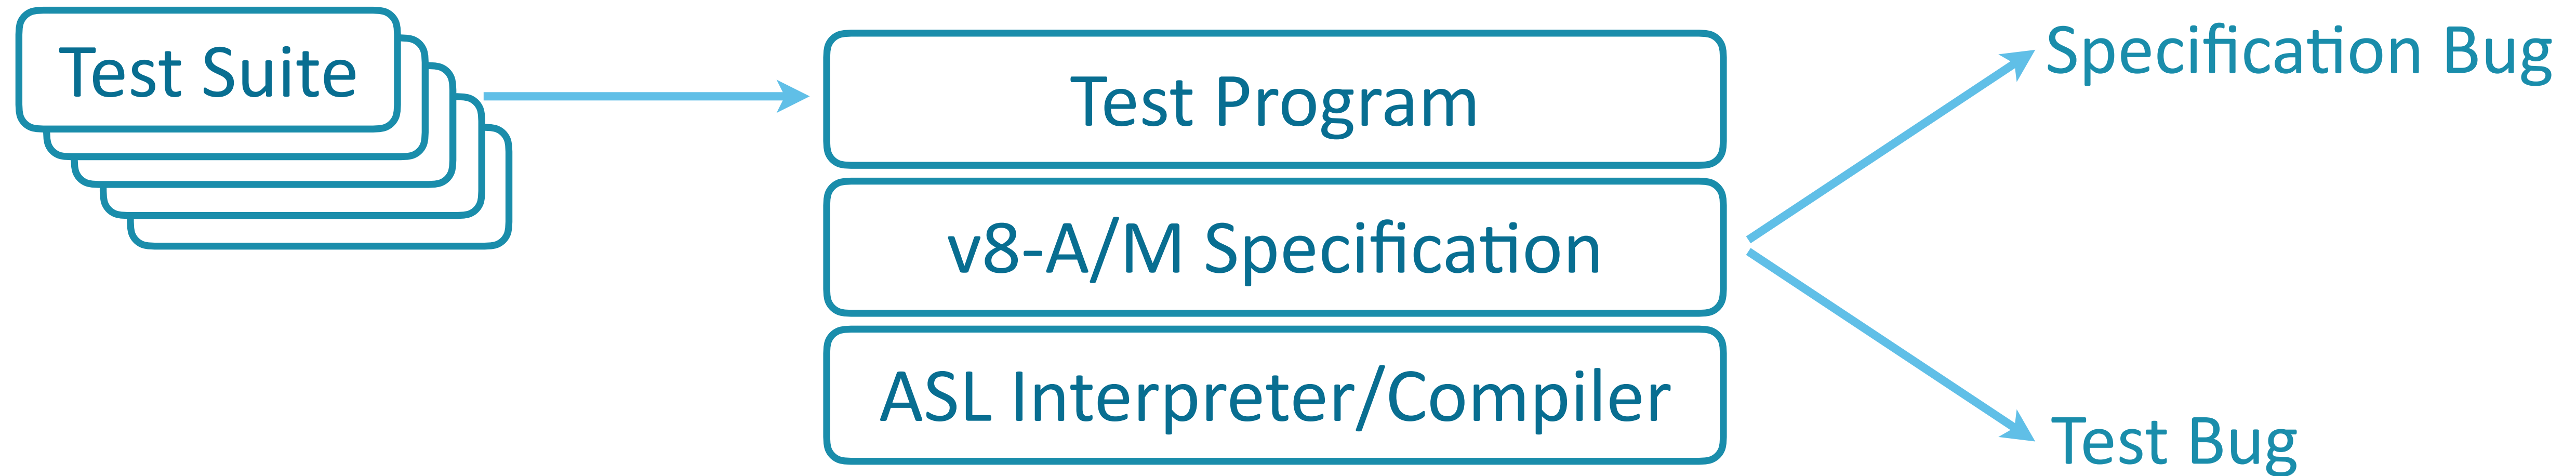 Test Suite
Test Program
v8-A/M Specification
ASL Interpreter/Compiler
Specification Bug
Test Bug